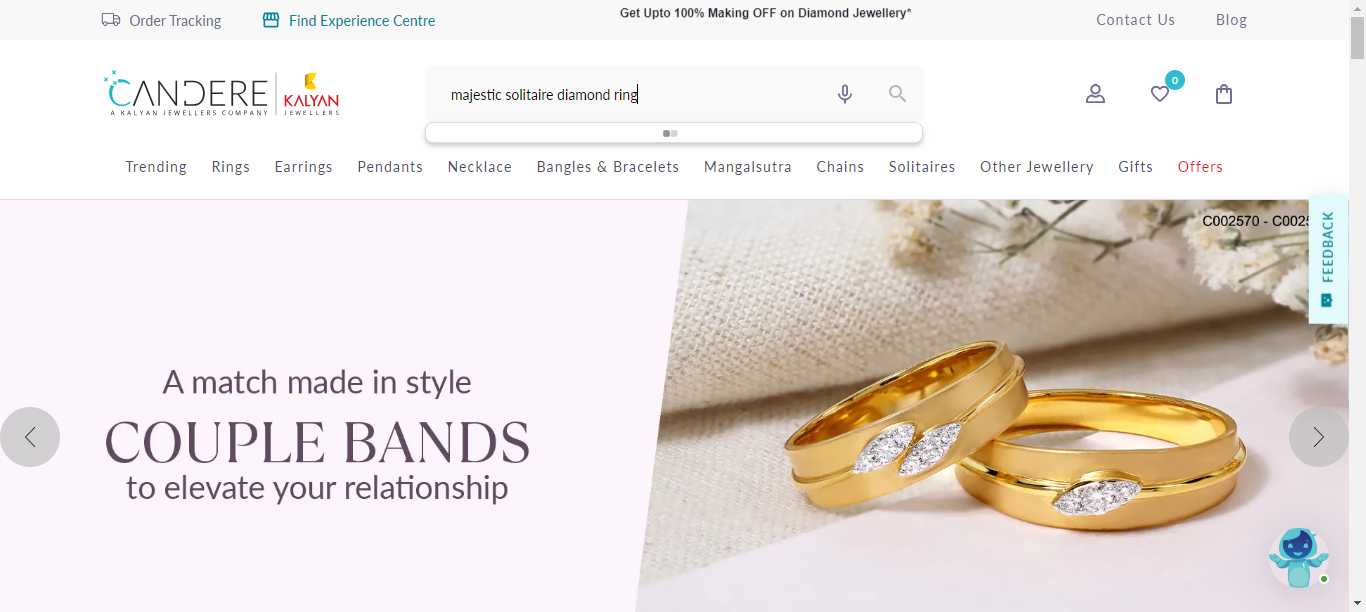 Order Tracking
Find Experience Centre
Get Upto 100% Making OFF on Diamond Jewellery*
Contact Us
Blog
CANDERE
A KALYAN JEWELLERS COMPANY
KALYAN
JEWELLERS
majestic solitaire diamond ring
0
Trending
Rings
Earrings
Pendants
Necklace
Bangles & Bracelets
Mangalsutra
Chains
Solitaires
Other Jewellery
Gifts
Offers
C002570 - C002
FEEDBACK
A match made in style
COUPLE BANDS
to elevate your relationship